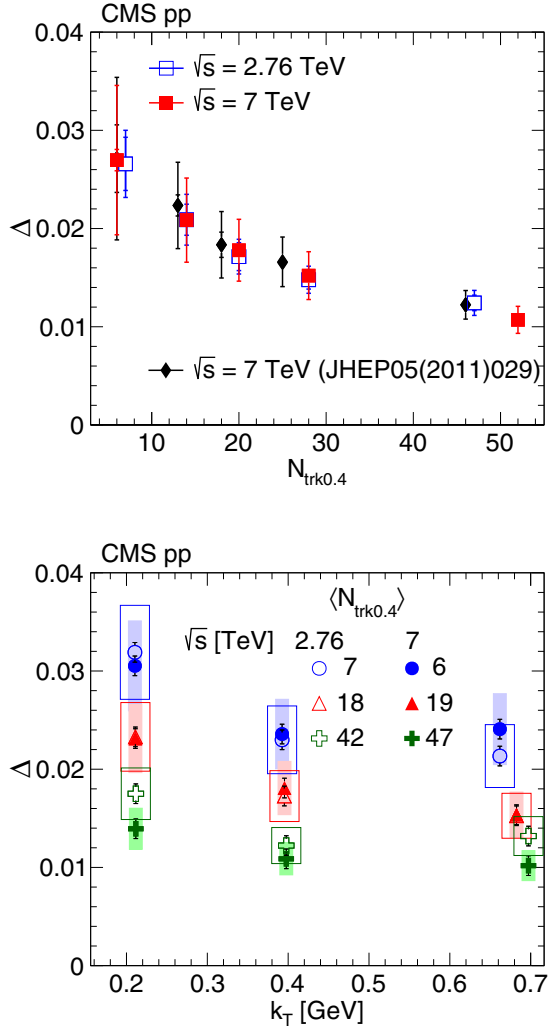 CMS pp
0.04
√s = 2.76 TeV
√s = 7 TeV
0.03
Δ
0.02
0.01
√s = 7 TeV (JHEP05(2011)029)
0
10 20 30 40 50
N_trk0.4
CMS pp
0.04
⟨N_trk0.4⟩
√s [TeV] 2.76 7
7 6
0.03
18 19
42 47
Δ
0.02
0.01
0
0.2 0.3 0.4 0.5 0.6 0.7
k_T [GeV]